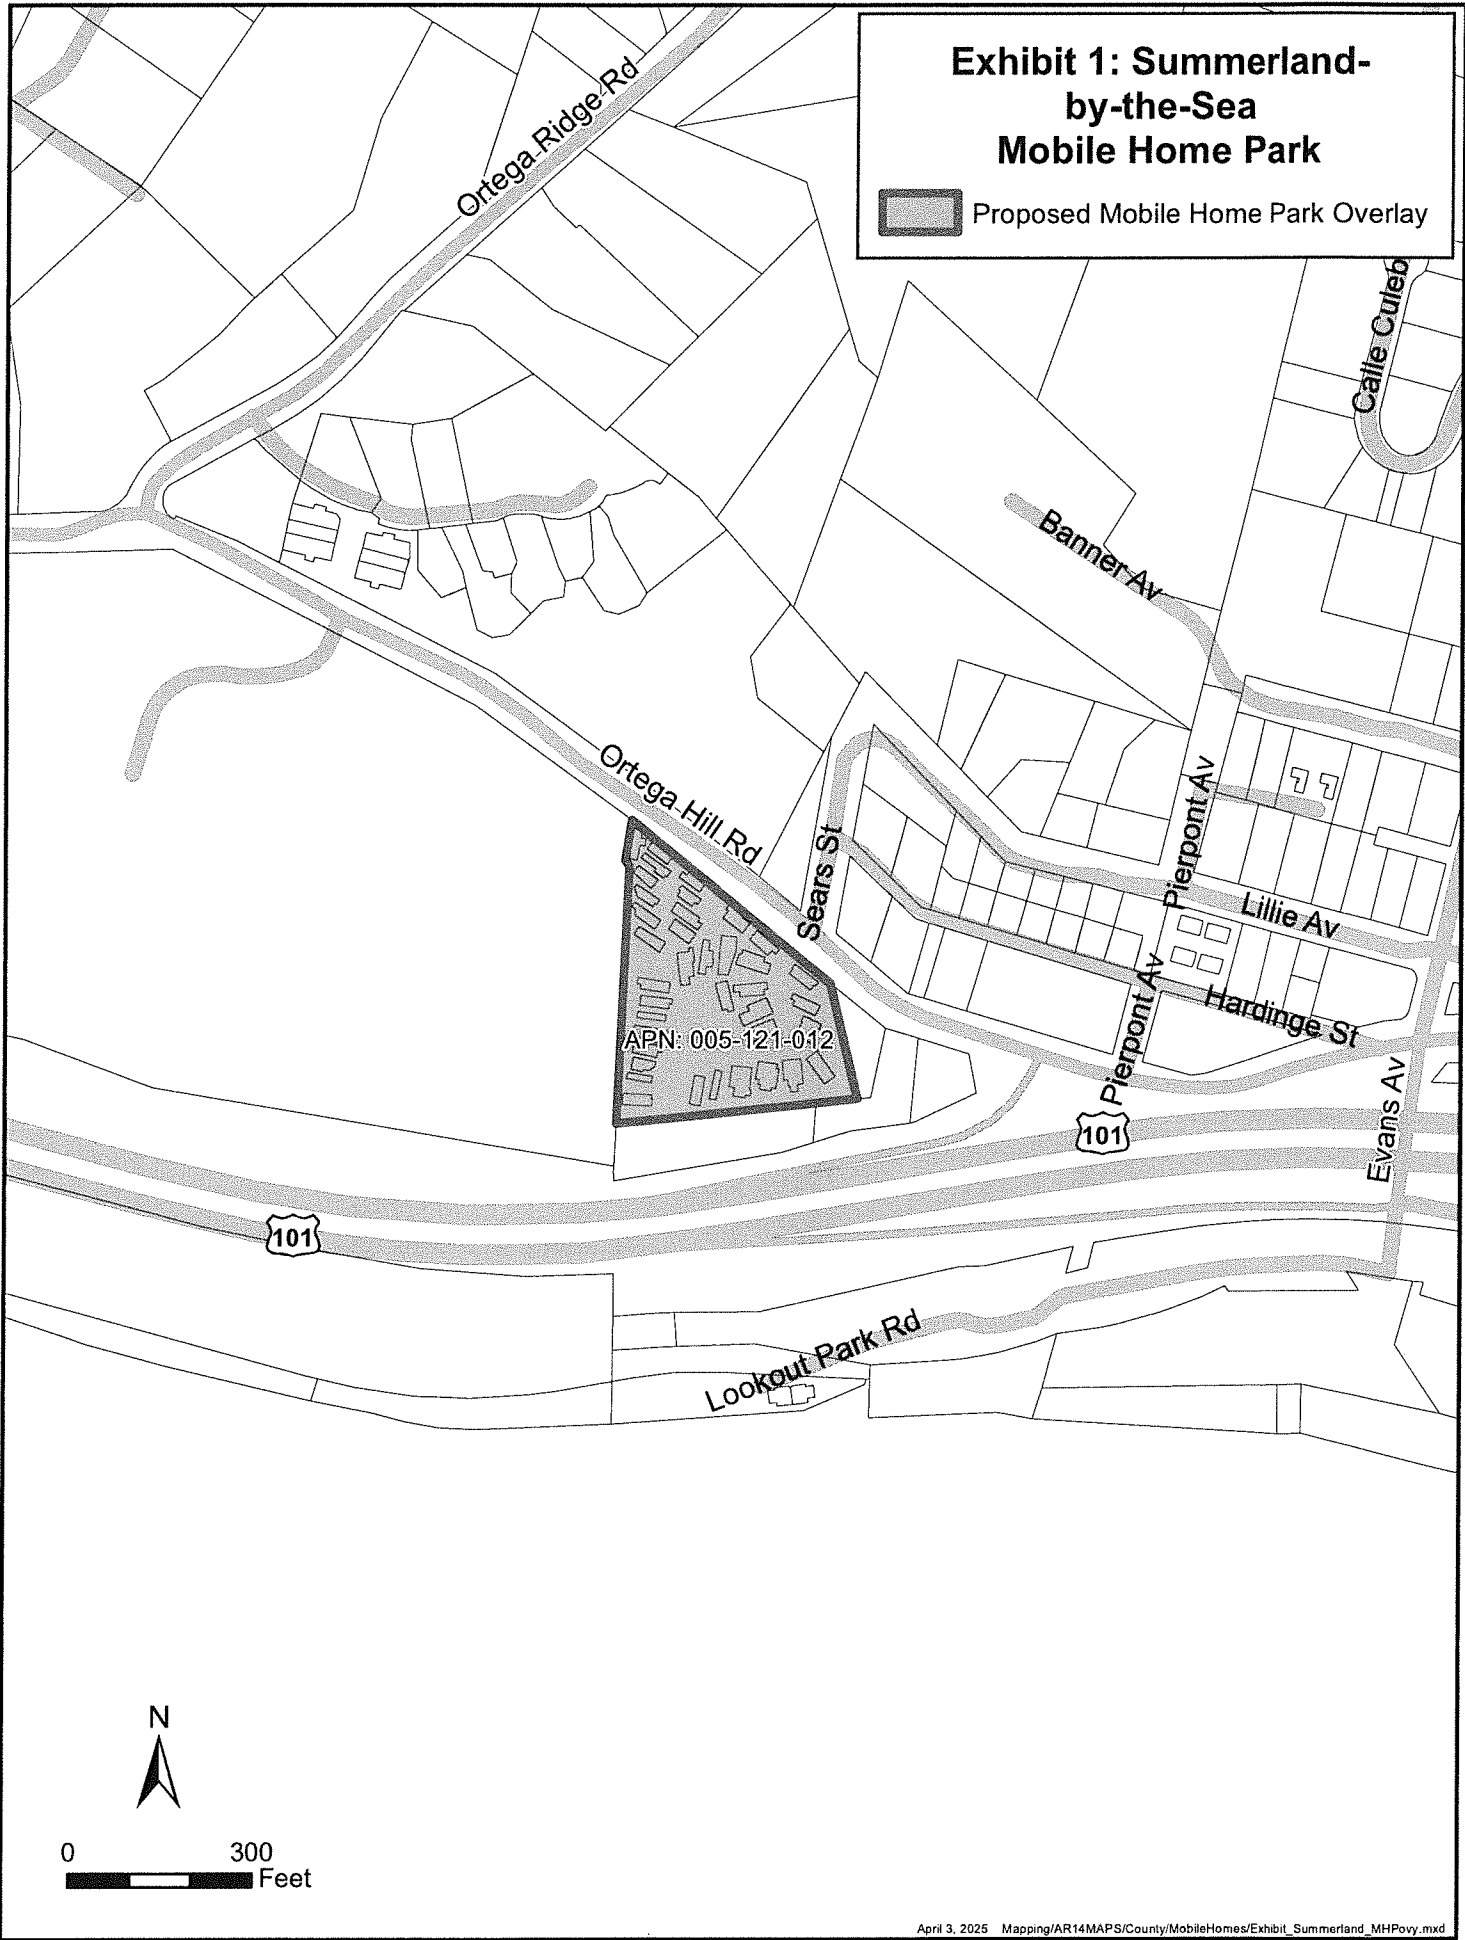 Exhibit 1: Summerland-
by-the-Sea
Mobile Home Park
Proposed Mobile Home Park Overlay
Ortega Ridge Rd
Calle Culeb
Banner Av
Ortega Hill Rd
Sears St
Pierpont Av
Lillie Av
Pierpont Av
Hardinge St
APN: 005-121-012
Evans Av
101
101
Lookout Park Rd
N
0 300
Feet
April 3, 2025 Mapping/AR14MAPS/County/MobileHomes/Exhibit_Summerland_MHPovy.mxd